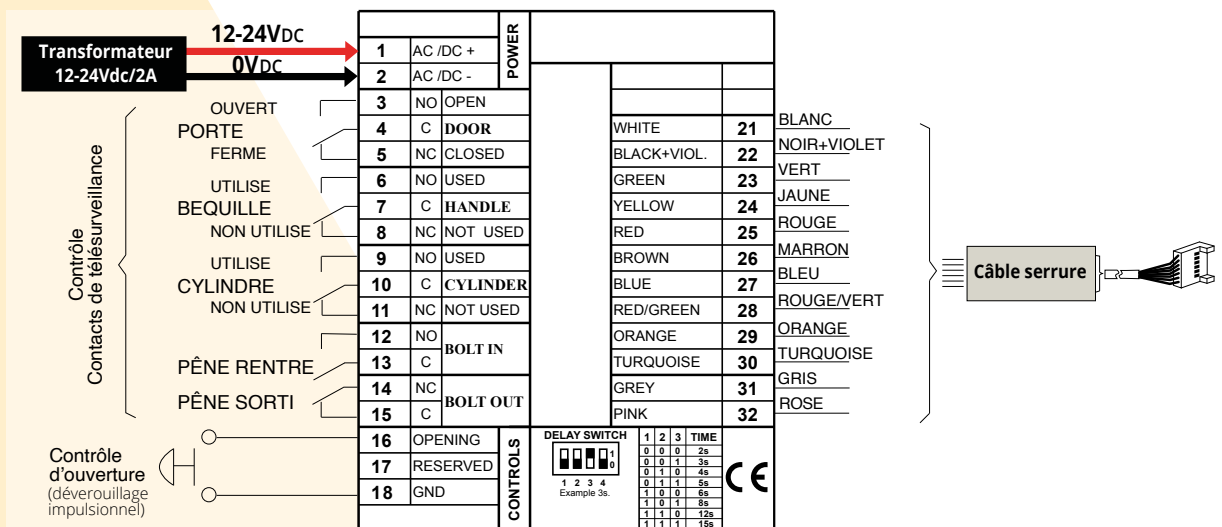 12-24VDC
Transformateur
12-24Vdc/2A
0VDC
OUVERT
PORTE
FERME
UTILISE
BEQUILLE
NON UTILISE
UTILISE
CYLINDRE
NON UTILISE
PÊNE RENTRE
PÊNE SORTI
Contrôle
Contacts de télésurveillance
Contrôle
d'ouverture
(déverouillage
impulsionnel)
POWER
1 AC /DC +
2 AC /DC -
3 NO OPEN
4 C DOOR
5 NC CLOSED
6 NO USED
7 C HANDLE
8 NC NOT USED
9 NO USED
10 C CYLINDER
11 NC NOT USED
12 NO
BOLT IN
13 C
14 NC
BOLT OUT
15 C
16 OPENING
17 RESERVED
18 GND
CONTROLS
WHITE 21 BLANC
BLACK+VIOL. 22 NOIR+VIOLET
GREEN 23 VERT
YELLOW 24 JAUNE
RED 25 ROUGE
BROWN 26 MARRON
BLUE 27 BLEU
RED/GREEN 28 ROUGE/VERT
ORANGE 29 ORANGE
TURQUOISE 30 TURQUOISE
GREY 31 GRIS
PINK 32 ROSE
Câble serrure
DELAY SWITCH
1
0
1 2 3 4
Example 3s.
1 2 3 TIME
0 0 0 2s
0 0 1 3s
0 1 0 4s
0 1 1 5s
1 0 0 6s
1 0 1 8s
1 1 0 12s
1 1 1 15s
CE